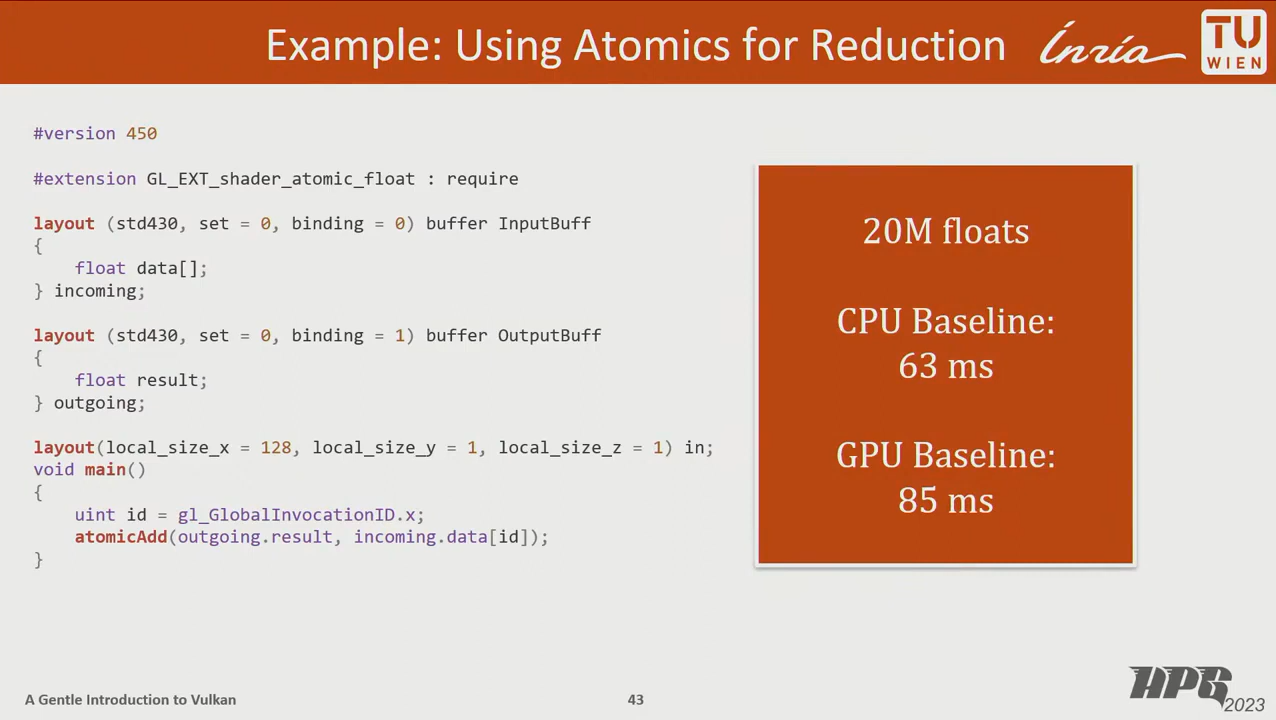 Example: Using Atomics for Reduction
Inria
TU
WIEN
#version 450
#extension GL_EXT_shader_atomic_float : require
layout (std430, set = 0, binding = 0) buffer InputBuff
{
    float data[];
} incoming;
layout (std430, set = 0, binding = 1) buffer OutputBuff
{
    float result;
} outgoing;
layout(local_size_x = 128, local_size_y = 1, local_size_z = 1) in;
void main()
{
    uint id = gl_GlobalInvocationID.x;
    atomicAdd(outgoing.result, incoming.data[id]);
}
20M floats
CPU Baseline:
63 ms
GPU Baseline:
85 ms
A Gentle Introduction to Vulkan
43
HPG
2023